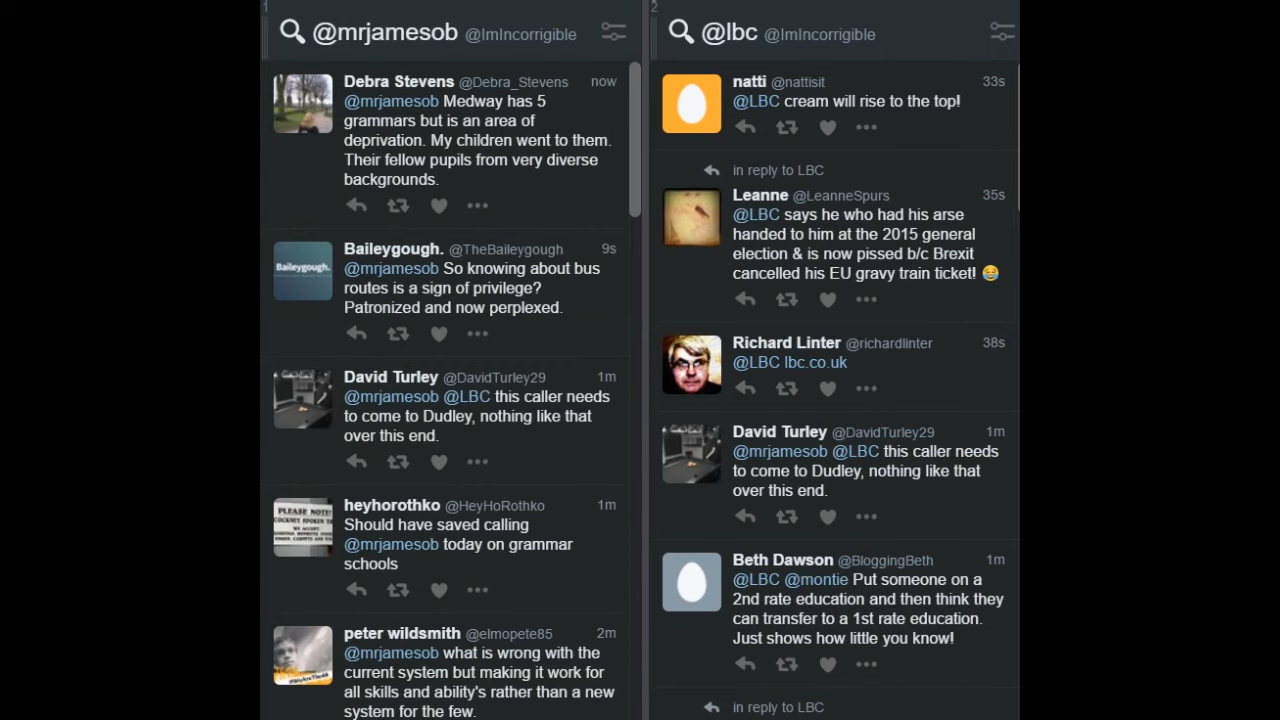 1
@mrjamesob @ImIncorrigible
Debra Stevens @Debra_Stevens now
@mrjamesob Medway has 5
grammars but is an area of
deprivation. My children went to them.
Their fellow pupils from very diverse
backgrounds.
Baileygough.
Baileygough. @TheBaileygough 9s
@mrjamesob So knowing about bus
routes is a sign of privilege?
Patronized and now perplexed.
David Turley @DavidTurley29 1m
@mrjamesob @LBC this caller needs
to come to Dudley, nothing like that
over this end.
PLEASE NOTE!
heyhorothko @HeyHoRothko 1m
Should have saved calling
@mrjamesob today on grammar
schools
peter wildsmith @elmopete85 2m
@mrjamesob what is wrong with the
current system but making it work for
all skills and ability's rather than a new
system for the few.
2
@lbc @ImIncorrigible
natti @nattisit 33s
@LBC cream will rise to the top!
in reply to LBC
Leanne @LeanneSpurs 35s
@LBC says he who had his arse
handed to him at the 2015 general
election & is now pissed b/c Brexit
cancelled his EU gravy train ticket! 😂
Richard Linter @richardlinter 38s
@LBC lbc.co.uk
David Turley @DavidTurley29 1m
@mrjamesob @LBC this caller needs
to come to Dudley, nothing like that
over this end.
Beth Dawson @BloggingBeth 1m
@LBC @montie Put someone on a
2nd rate education and then think they
can transfer to a 1st rate education.
Just shows how little you know!
in reply to LBC